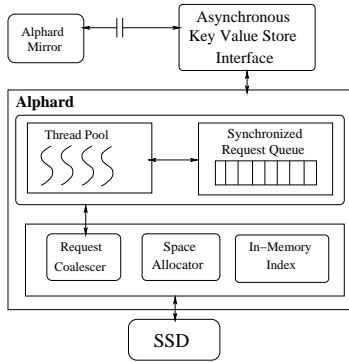 Alphard
Mirror
Asynchronous
Key Value Store
Interface
Alphard
Thread Pool
Synchronized
Request Queue
Request
Coalescer
Space
Allocator
In−Memory
Index
SSD